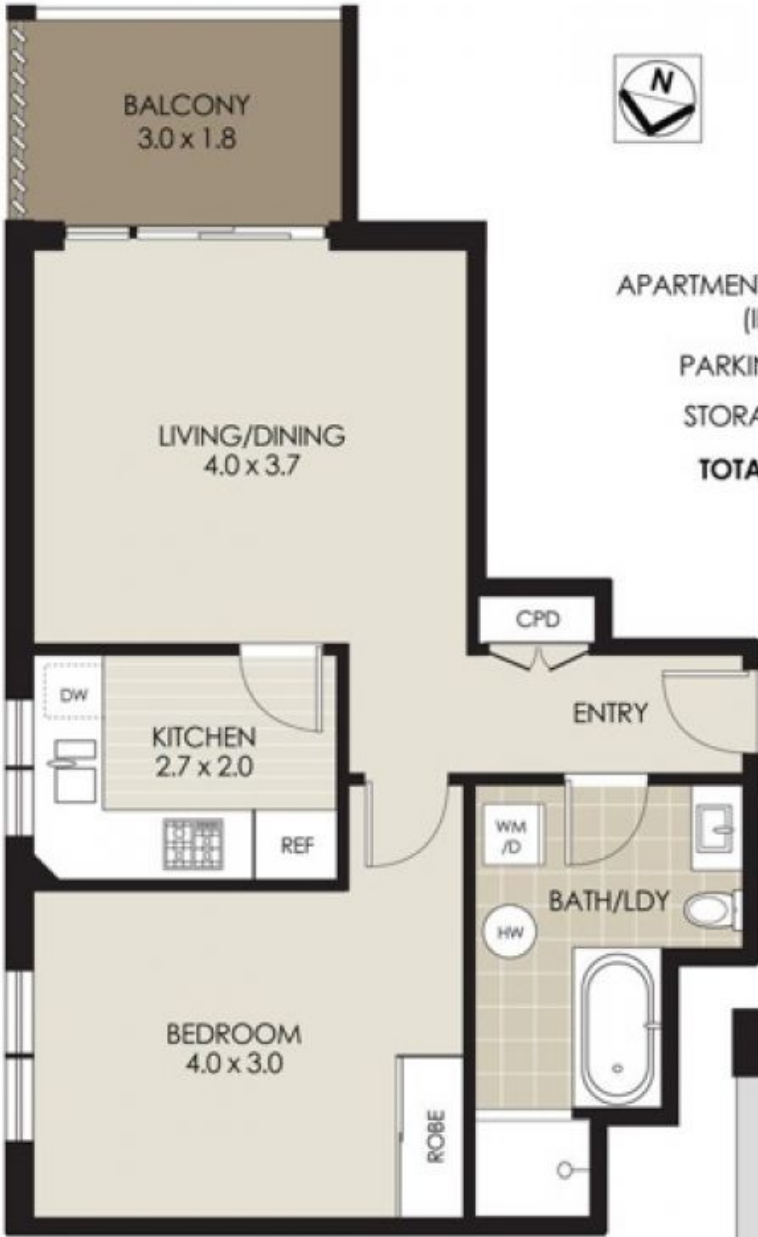 BALCONY
3.0 x 1.8
N
LIVING/DINING
4.0 x 3.7
PARKIN
STORA
TOTA
CPD
DW
KITCHEN
2.7 x 2.0
ENTRY
REF
WM
/D
BATH/LDY
HW
BEDROOM
4.0 x 3.0
ROBE